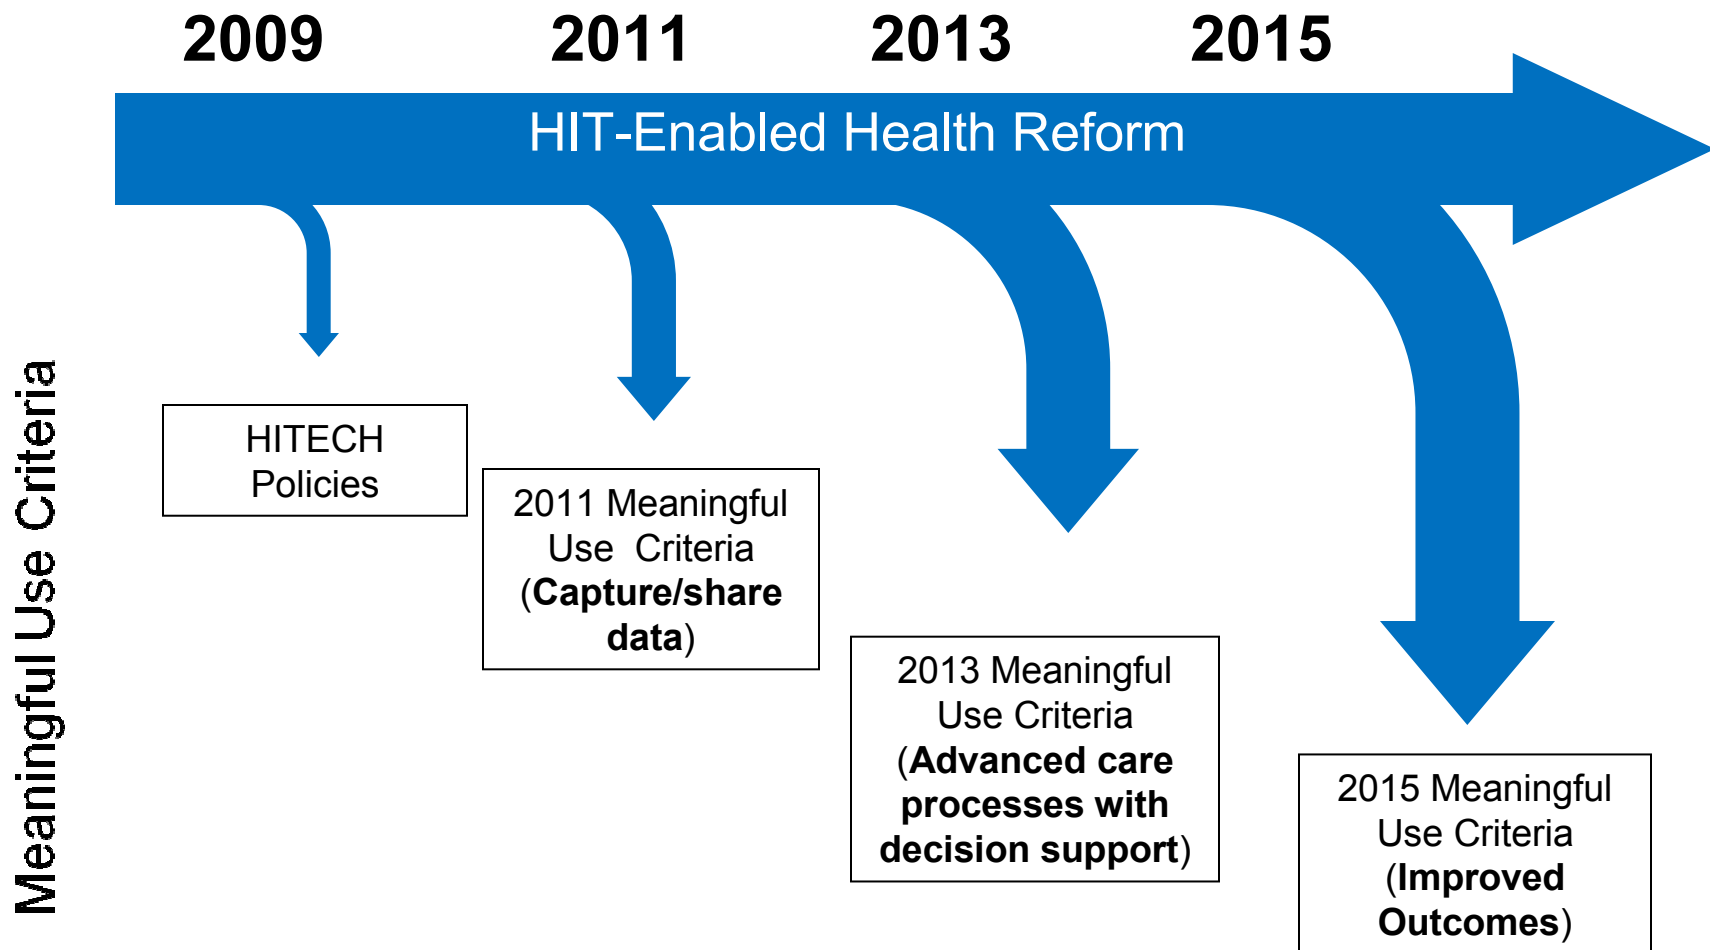 2009 2011 2013 2015
HIT-Enabled Health Reform
Meaningful Use Criteria
HITECH
Policies
2011 Meaningful
Use Criteria
(Capture/share
data)
2013 Meaningful
Use Criteria
(Advanced care
processes with
decision support)
2015 Meaningful
Use Criteria
(Improved
Outcomes)